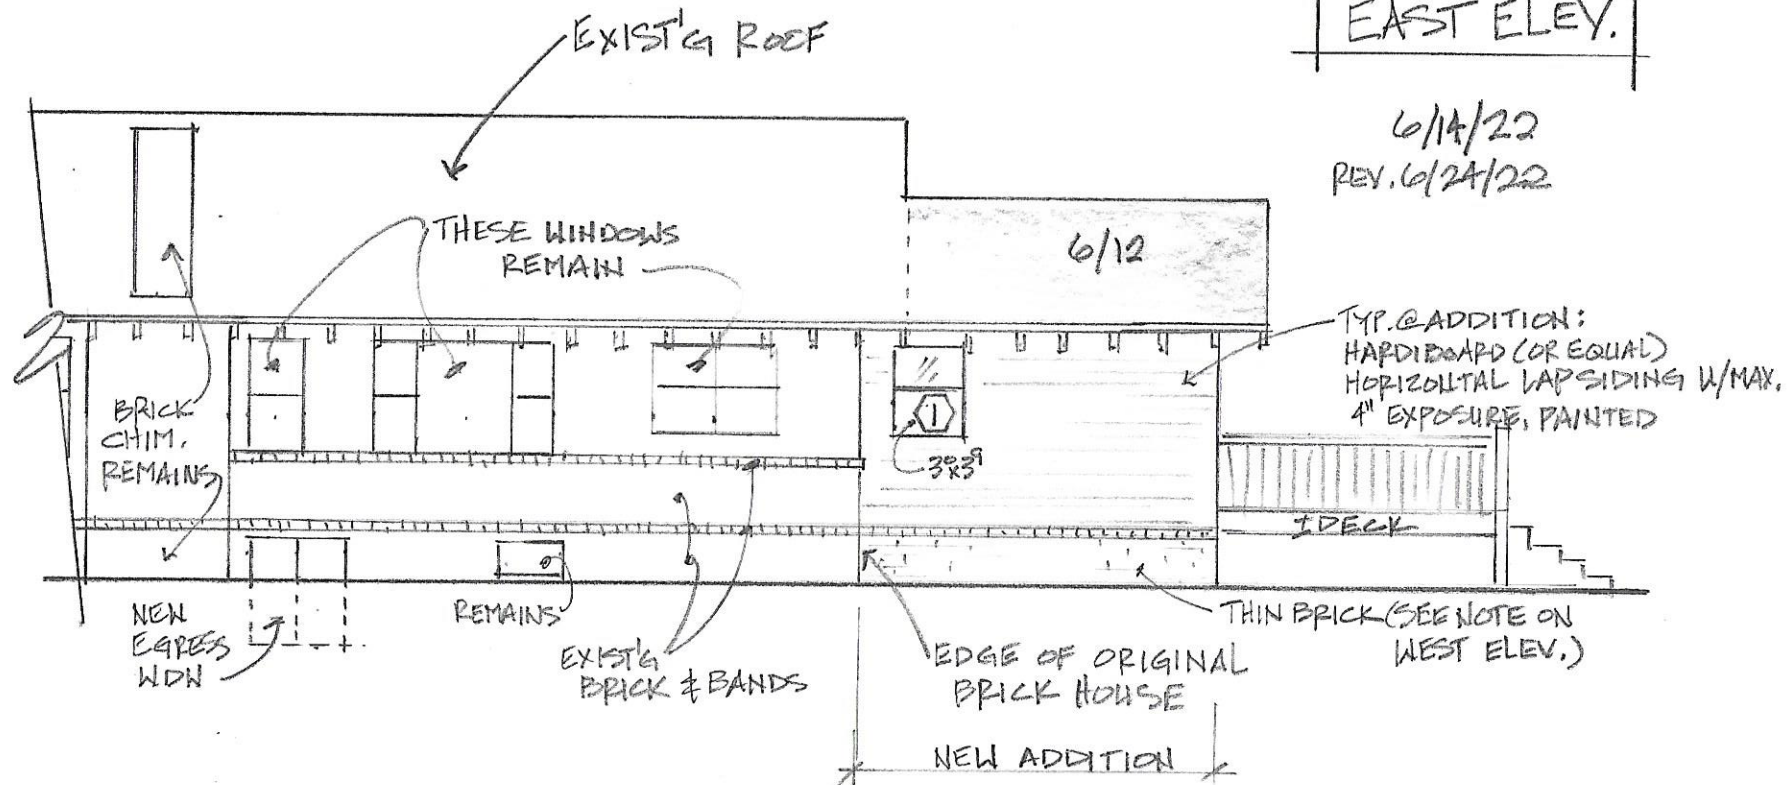 EAST ELEV.
6/14/22
REV. 6/24/22
EXIST'G ROOF
THESE WINDOWS
REMAIN
6/12
TYP. @ ADDITION:
HARDIBOARD (OR EQUAL)
HORIZONTAL LAP SIDING W/MAX.
4" EXPOSURE, PAINTED
BRICK
CHIM.
REMAINS
1
3⁰x3⁹
DECK
NEW
EGRESS
WDW
REMAINS
EXIST'G
BRICK & BANDS
EDGE OF ORIGINAL
BRICK HOUSE
THIN BRICK (SEE NOTE ON
WEST ELEV.)
NEW ADDITION